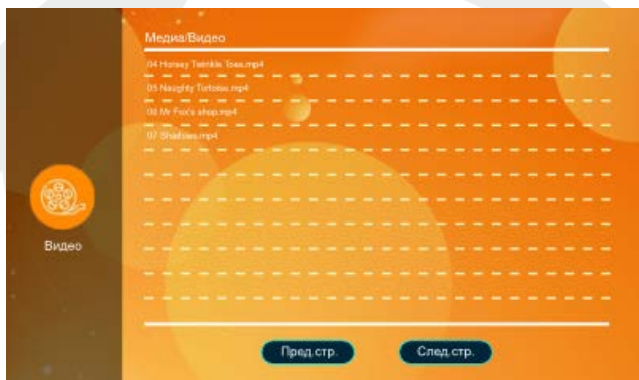 Медиа/Видео
04 Horsey Twinkle Toes.mp4
05 Naughty Tortoise.mp4
06 Mr Fox's shop.mp4
07 Shadows.mp4
Видео
Пред.стр.
След.стр.